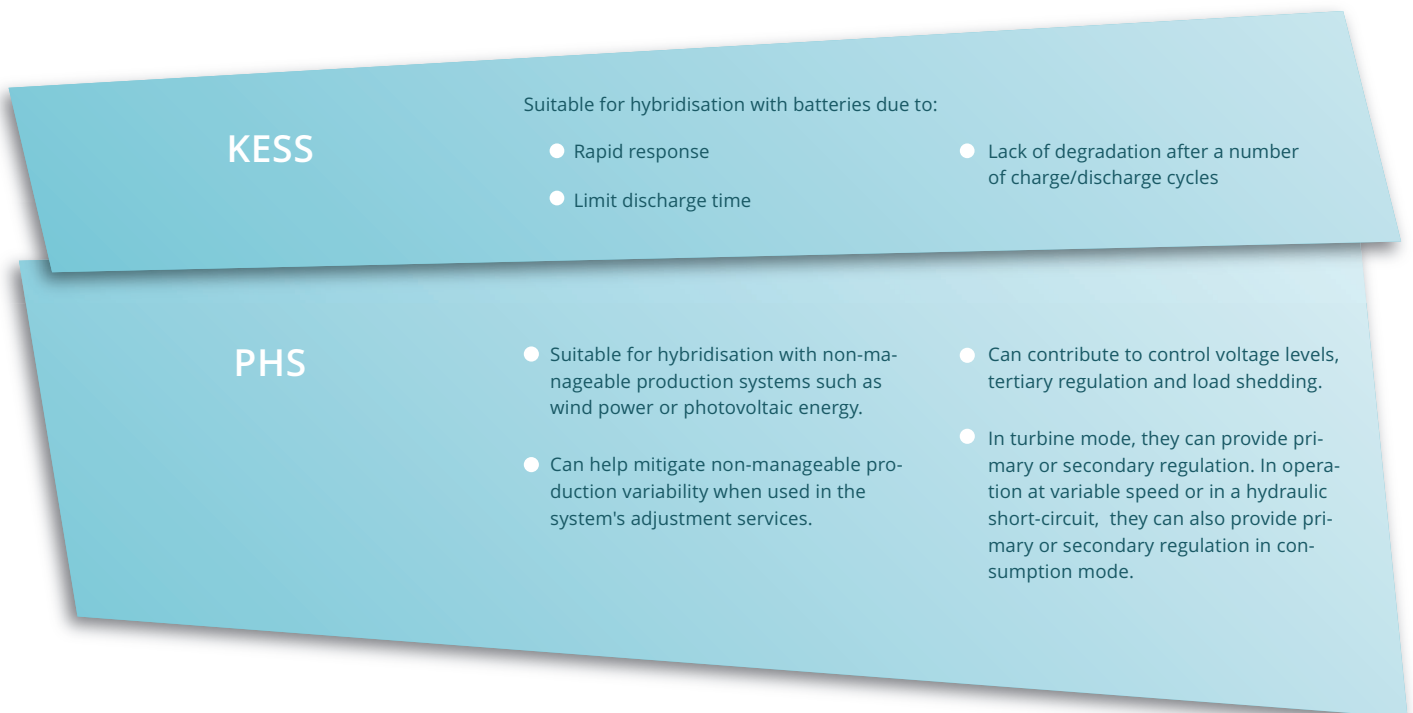 KESS
Suitable for hybridisation with batteries due to:
Rapid response
Limit discharge time
Lack of degradation after a number
of charge/discharge cycles
PHS
Suitable for hybridisation with non-ma-
nageable production systems such as
wind power or photovoltaic energy.
Can help mitigate non-manageable pro-
duction variability when used in the
system's adjustment services.
Can contribute to control voltage levels,
tertiary regulation and load shedding.
In turbine mode, they can provide pri-
mary or secondary regulation. In opera-
tion at variable speed or in a hydraulic
short-circuit,  they can also provide pri-
mary or secondary regulation in con-
sumption mode.